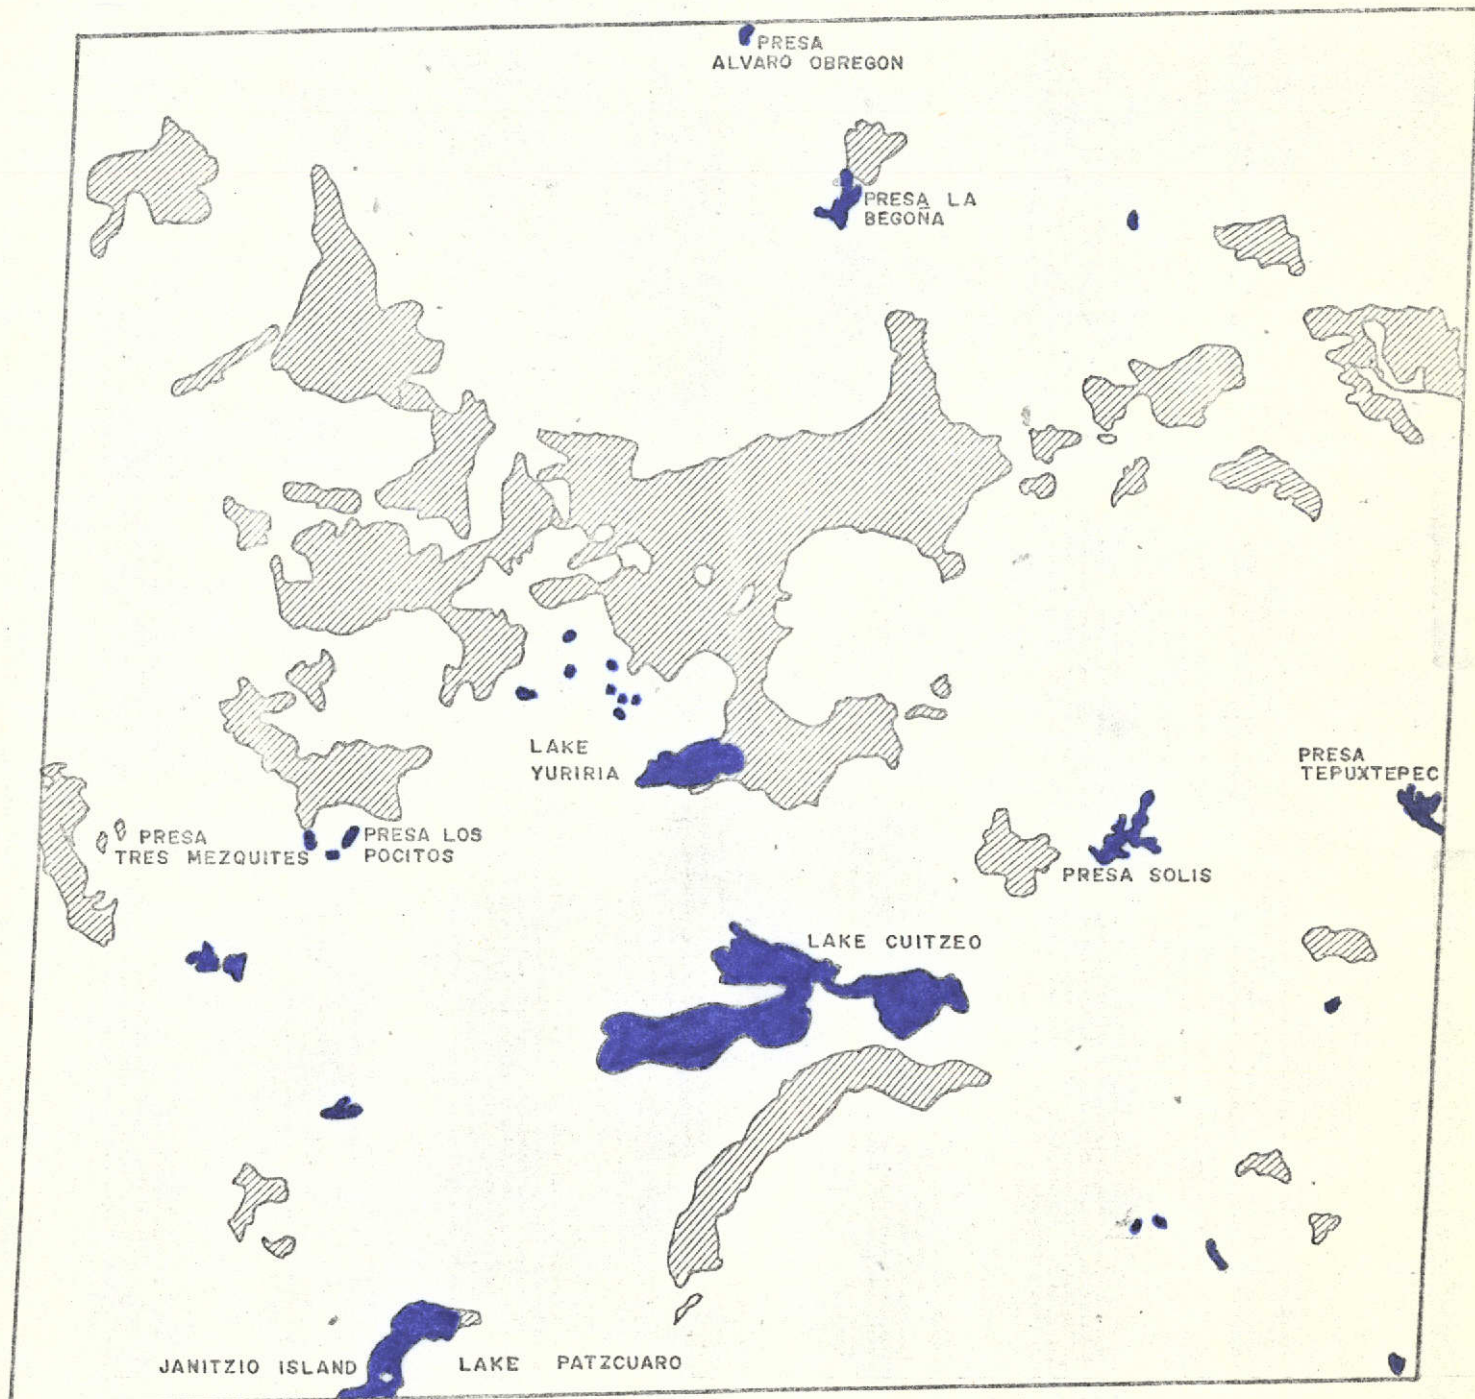 PRESA
ALVARO OBREGON
PRESA LA
BEGOÑA
LAKE
YURIRIA
PRESA
TEPUXTEPEC
PRESA
TRES MEZQUITES
PRESA LOS
POCITOS
PRESA SOLIS
LAKE CUITZEO
JANITZIO ISLAND
LAKE PATZCUARO